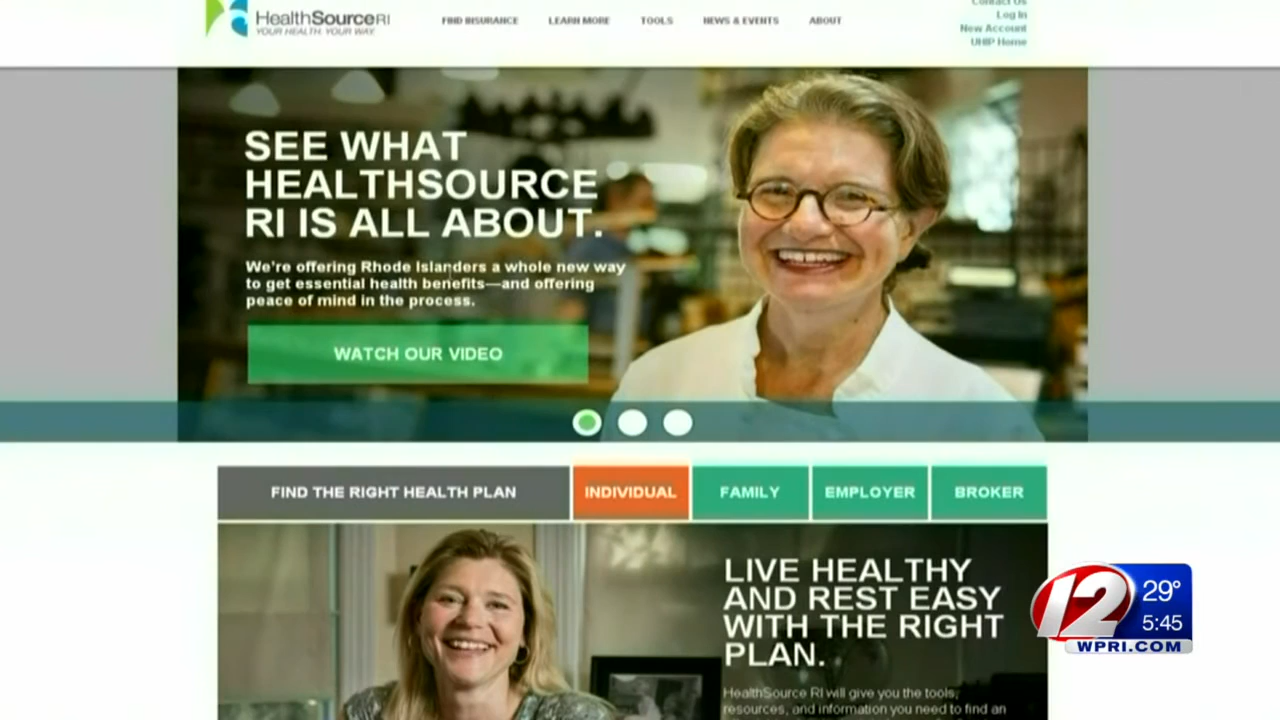 HealthSourceRI
YOUR HEALTH. YOUR WAY.
FIND INSURANCE
LEARN MORE
TOOLS
NEWS & EVENTS
ABOUT
Contact Us
Log In
New Account
UHIP Home
SEE WHAT
HEALTHSOURCE
RI IS ALL ABOUT.
We're offering Rhode Islanders a whole new way
to get essential health benefits—and offering
peace of mind in the process.
WATCH OUR VIDEO
FIND THE RIGHT HEALTH PLAN
INDIVIDUAL
FAMILY
EMPLOYER
BROKER
LIVE HEALTHY
AND REST EASY
WITH THE RIGHT
PLAN.
HealthSource RI will give you the tools,
resources, and information you need to find an
12
29°
5:45
WPRI.COM